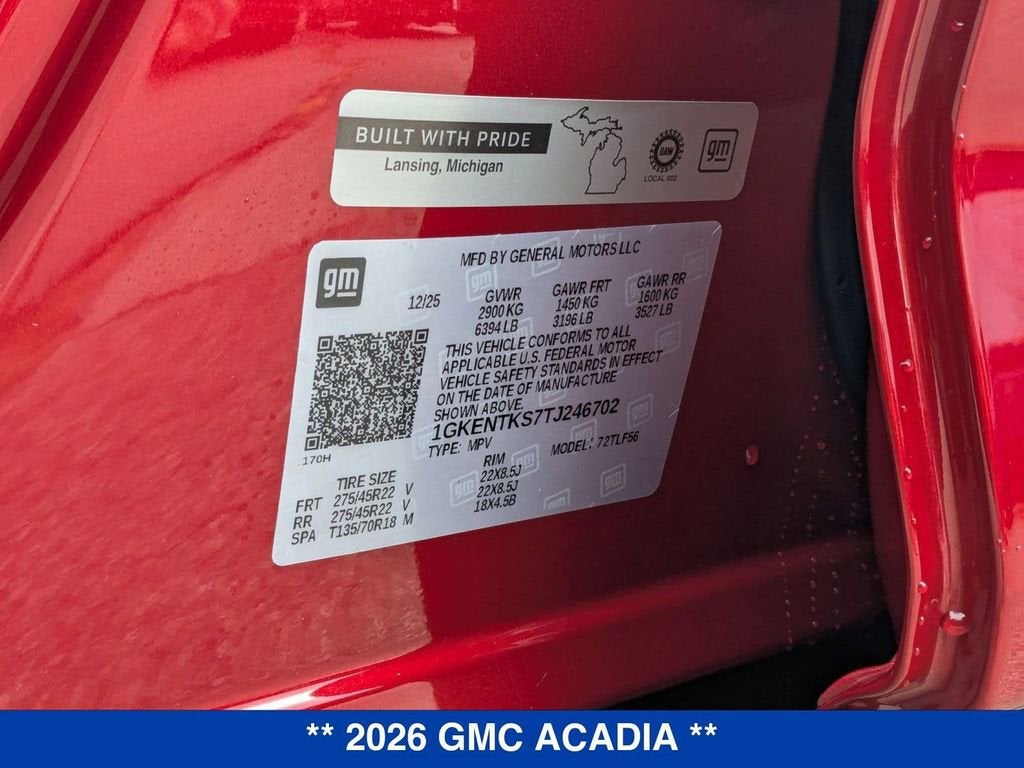 BUILT WITH PRIDE
Lansing, Michigan
UAW
LOCAL 602
gm
gm
MFD BY GENERAL MOTORS LLC
12/25
GVWR GAWR FRT GAWR RR
2900 KG 1450 KG 1600 KG
6394 LB 3196 LB 3527 LB
THIS VEHICLE CONFORMS TO ALL
APPLICABLE U.S. FEDERAL MOTOR
VEHICLE SAFETY STANDARDS IN EFFECT
ON THE DATE OF MANUFACTURE
SHOWN ABOVE.
1GKENTKS7TJ246702
TYPE: MPV MODEL: 72TLF56
170H
TIRE SIZE RIM
FRT 275/45R22 V 22X8.5J
RR 275/45R22 V 22X8.5J
SPA T135/70R18 M 18X4.5B
** 2026 GMC ACADIA **